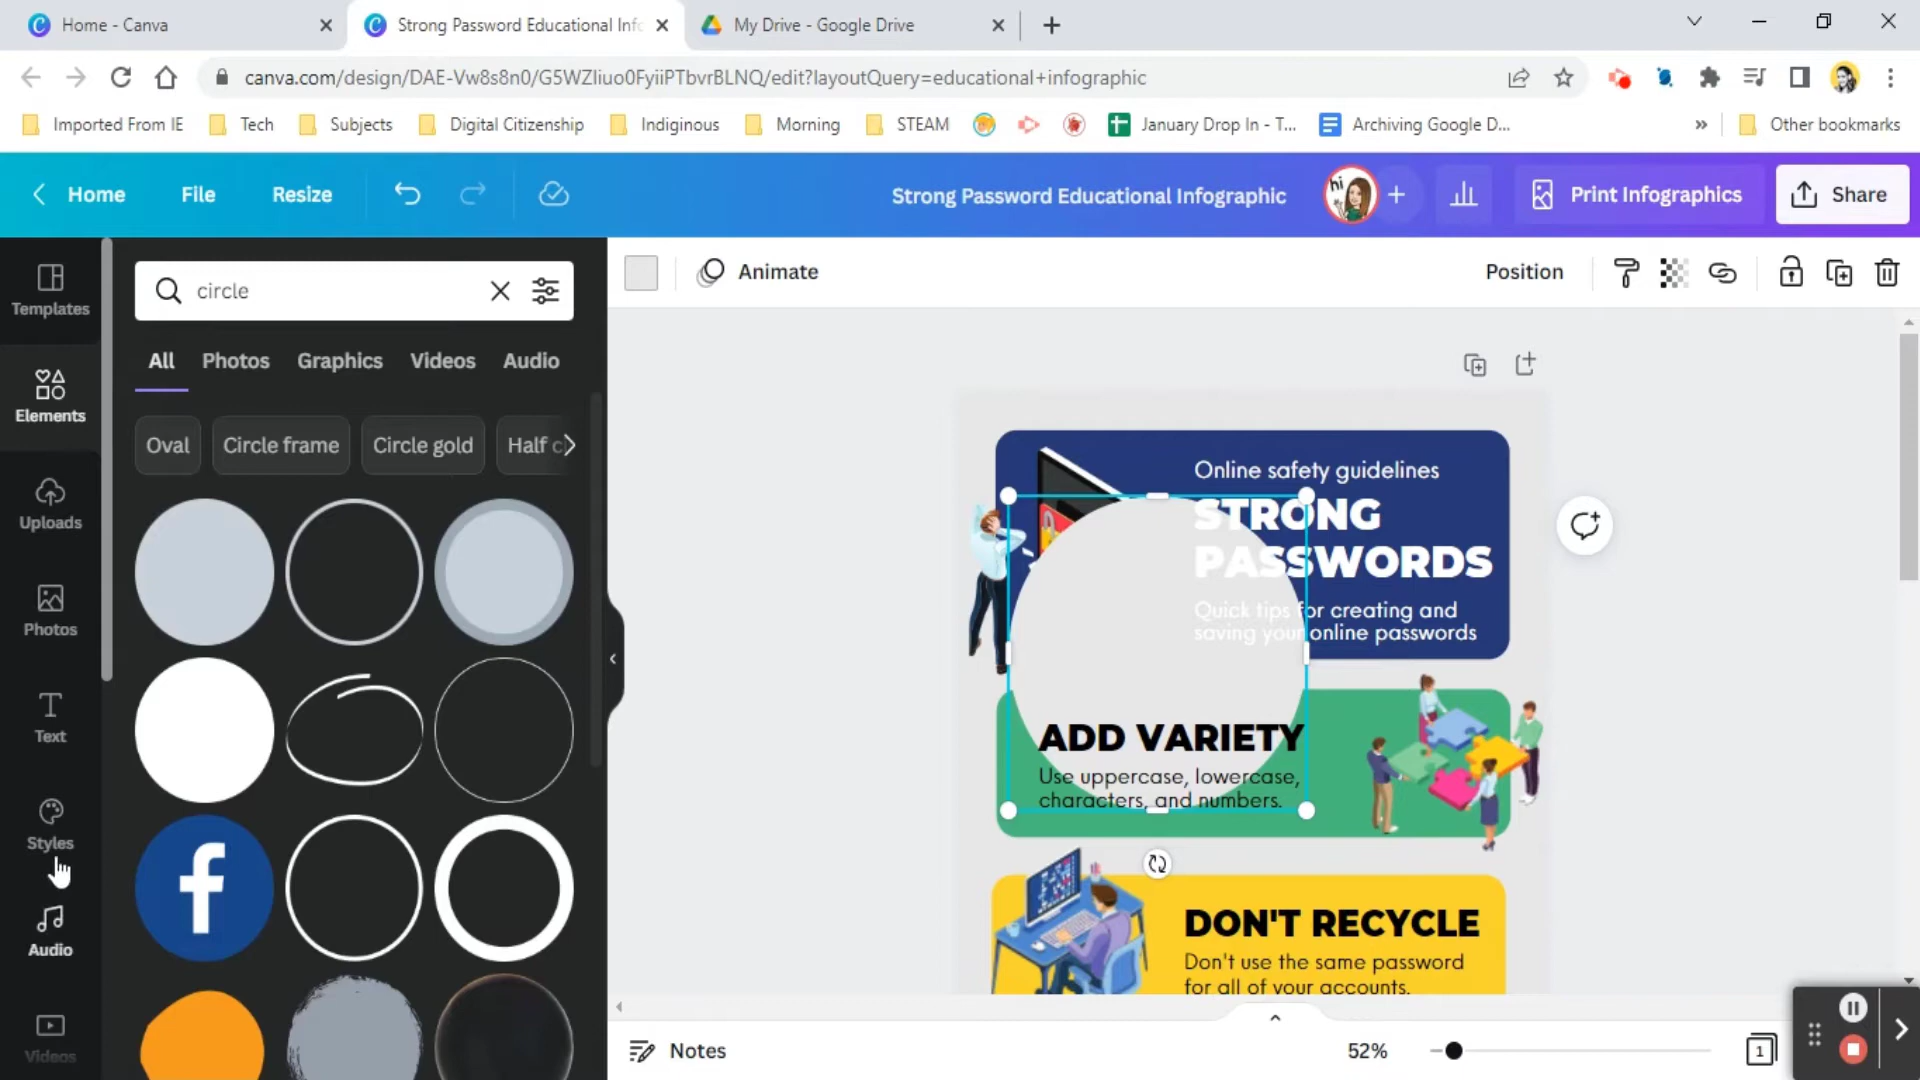 Home - Canva
Strong Password Educational Info
My Drive - Google Drive
canva.com/design/DAE-Vw8s8n0/G5WZliuo0FyiiPTbvrBLNQ/edit?layoutQuery=educational+infographic
Imported From IE
Tech
Subjects
Digital Citizenship
Indiginous
Morning
STEAM
January Drop In - T...
Archiving Google D...
Other bookmarks
Home
File
Resize
Strong Password Educational Infographic
hi
Print Infographics
Share
Templates
Elements
Uploads
Photos
Text
Styles
Audio
Videos
circle
All
Photos
Graphics
Videos
Audio
Oval
Circle frame
Circle gold
Half c
f
Animate
Position
Online safety guidelines
STRONG
PASSWORDS
Quick tips for creating and
saving your online passwords
ADD VARIETY
Use uppercase, lowercase,
characters, and numbers.
DON'T RECYCLE
Don't use the same password
for all of your accounts.
Notes
52%
1